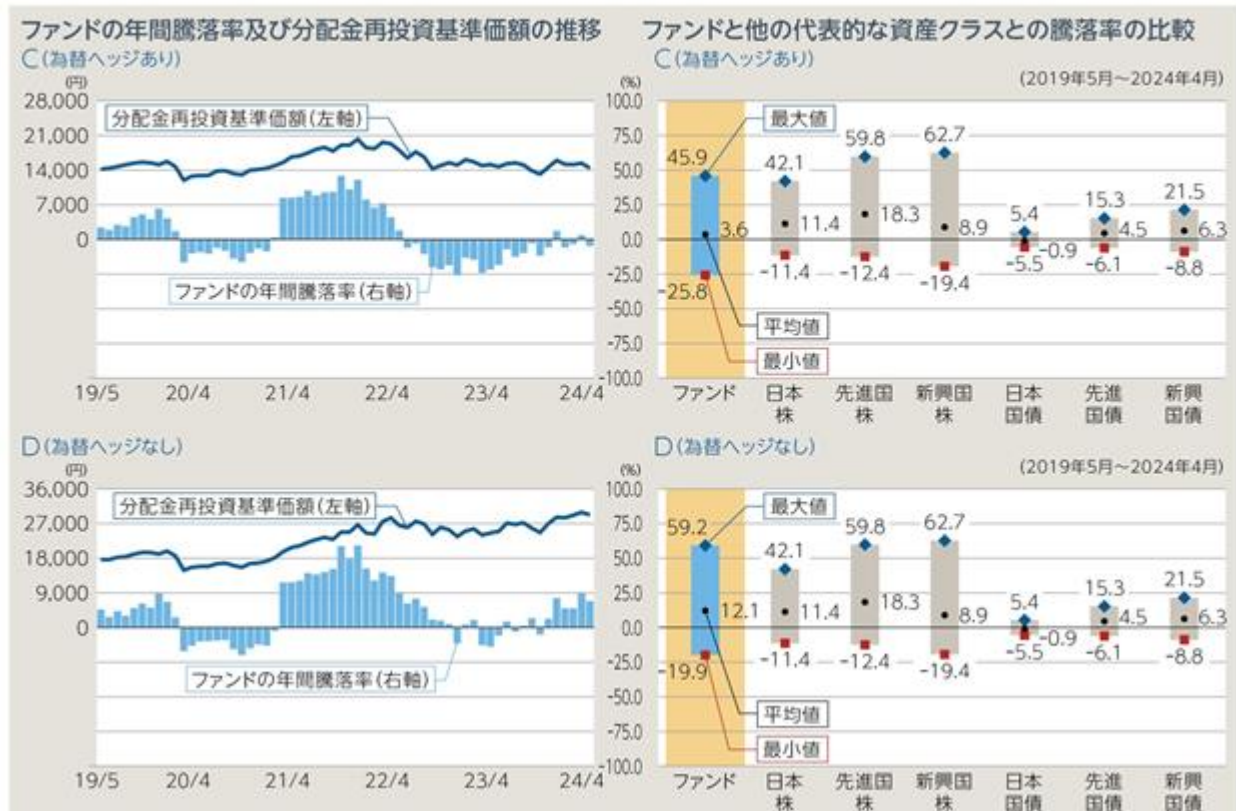 ファンドの年間騰落率及び分配金再投資基準価額の推移
C(為替ヘッジあり)
(円)
28,000
21,000
14,000
7,000
0
分配金再投資基準価額(左軸)
ファンドの年間騰落率(右軸)
19/5 20/4 21/4 22/4 23/4 24/4
ファンドと他の代表的な資産クラスとの騰落率の比較
C(為替ヘッジあり)
(2019年5月～2024年4月)
(%)
100.0
75.0
50.0
25.0
0.0
-25.0
-50.0
-75.0
-100.0
最大値
45.9 42.1 59.8 62.7 5.4 15.3 21.5
3.6 11.4 18.3 8.9 -0.9 4.5 6.3
-25.8 -11.4 -12.4 -19.4 -5.5 -6.1 -8.8
平均値
最小値
ファンド 日本株 先進国株 新興国株 日本国債 先進国債 新興国債
D(為替ヘッジなし)
(円)
36,000
27,000
18,000
9,000
0
分配金再投資基準価額(左軸)
ファンドの年間騰落率(右軸)
19/5 20/4 21/4 22/4 23/4 24/4
D(為替ヘッジなし)
(2019年5月～2024年4月)
(%)
100.0
75.0
50.0
25.0
0.0
-25.0
-50.0
-75.0
-100.0
最大値
59.2 42.1 59.8 62.7 5.4 15.3 21.5
12.1 11.4 18.3 8.9 -0.9 4.5 6.3
-19.9 -11.4 -12.4 -19.4 -5.5 -6.1 -8.8
平均値
最小値
ファンド 日本株 先進国株 新興国株 日本国債 先進国債 新興国債